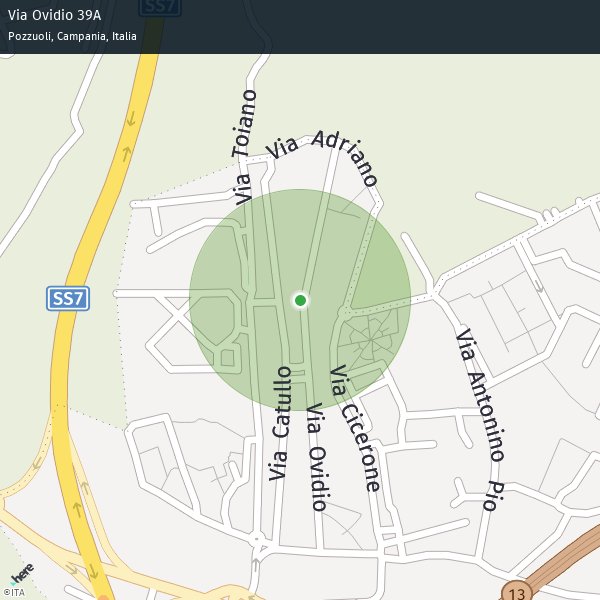 Via Ovidio 39A
Pozzuoli, Campania, Italia
SS7
Via Toiano
Via Adriano
SS7
Via Antonino Pio
Via Catullo
Via Ovidio
Via Cicerone
here
©ITA
13